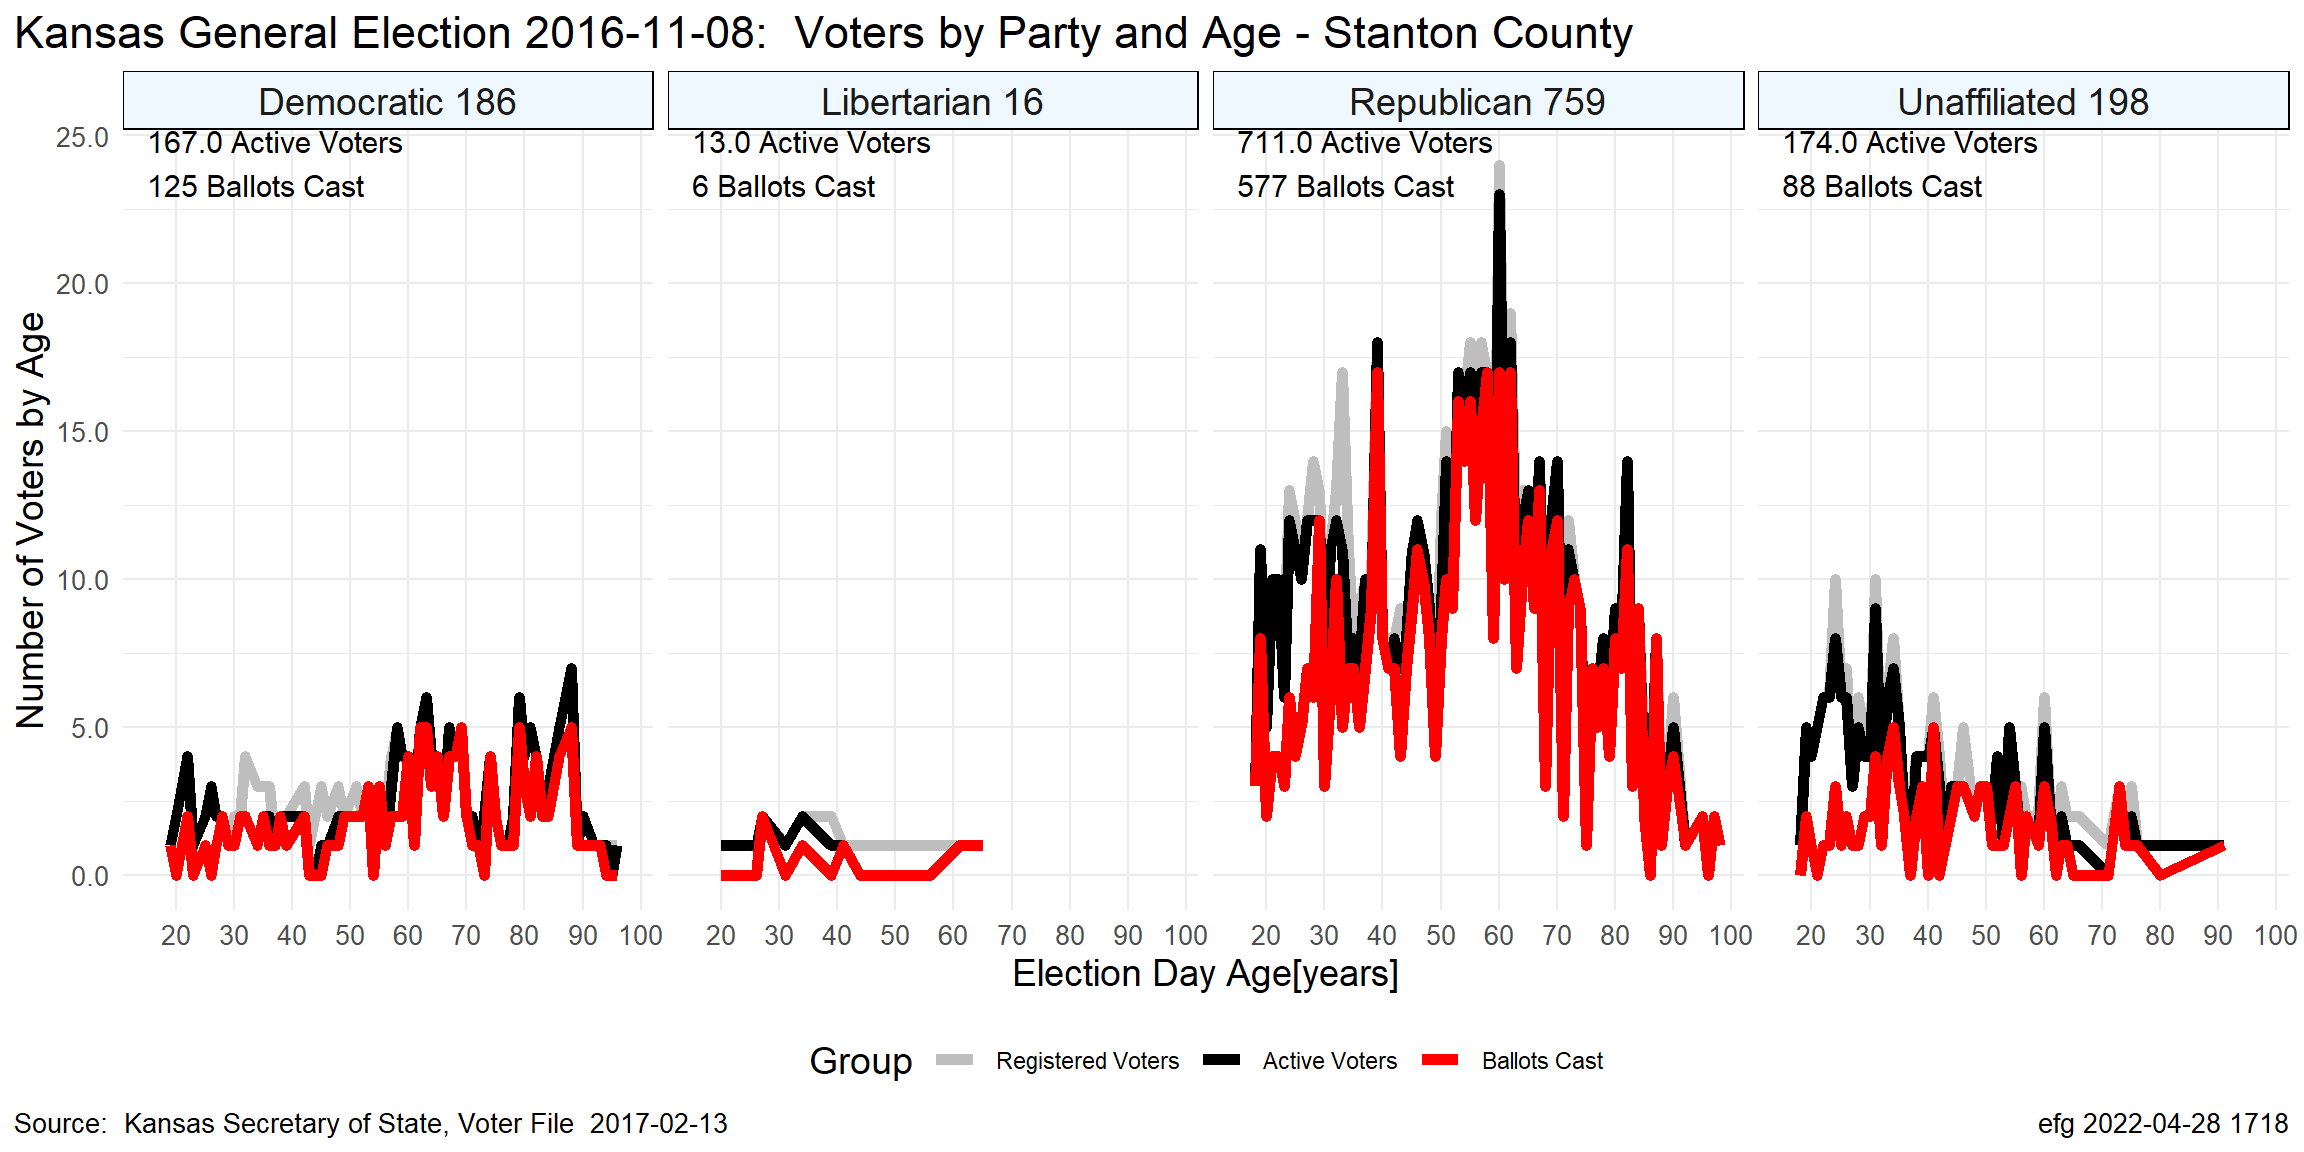 Kansas General Election 2016-11-08:  Voters by Party and Age - Stanton County
Democratic 186
Libertarian 16
Republican 759
Unaffiliated 198
167.0 Active Voters
125 Ballots Cast
13.0 Active Voters
6 Ballots Cast
711.0 Active Voters
577 Ballots Cast
174.0 Active Voters
88 Ballots Cast
Number of Voters by Age
25.0
20.0
15.0
10.0
5.0
0.0
20 30 40 50 60 70 80 90 100
20 30 40 50 60 70 80 90 100
20 30 40 50 60 70 80 90 100
20 30 40 50 60 70 80 90 100
Election Day Age[years]
Group Registered Voters Active Voters Ballots Cast
Source:  Kansas Secretary of State, Voter File  2017-02-13
efg 2022-04-28 1718